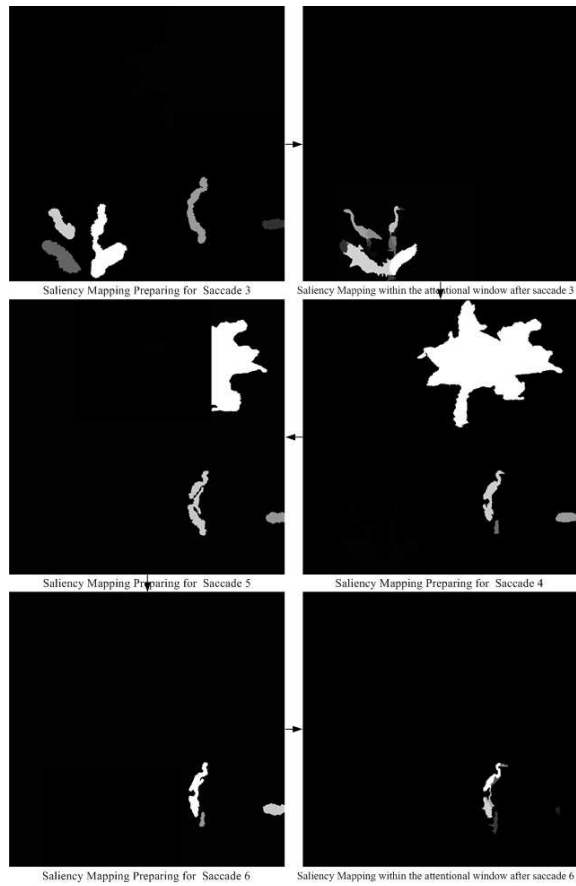 Saliency Mapping Preparing for Saccade 3
Saliency Mapping within the attentional window after saccade 3
Saliency Mapping Preparing for Saccade 5
Saliency Mapping Preparing for Saccade 4
Saliency Mapping Preparing for Saccade 6
Saliency Mapping within the attentional window after saccade 6